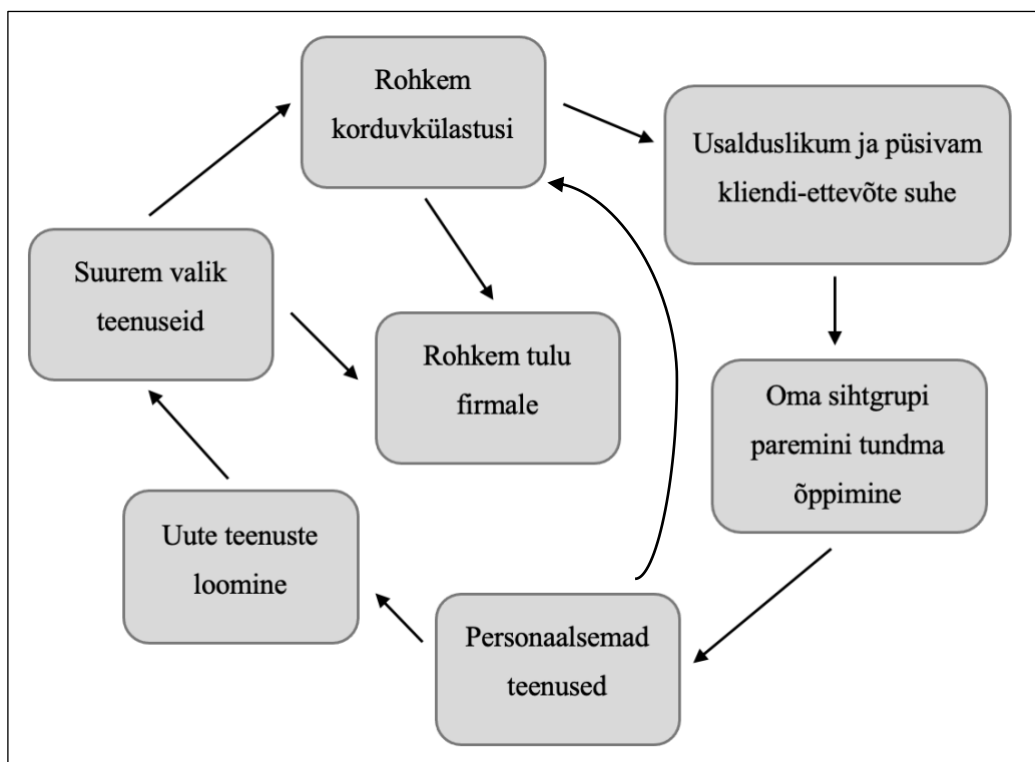 Rohkem
korduvkülastusi
Usalduslikum ja püsivam
kliendi-ettevõte suhe
Suurem valik
teenuseid
Rohkem tulu
firmale
Oma sihtgrupi
paremini tundma
õppimine
Uute teenuste
loomine
Personaalsemad
teenused